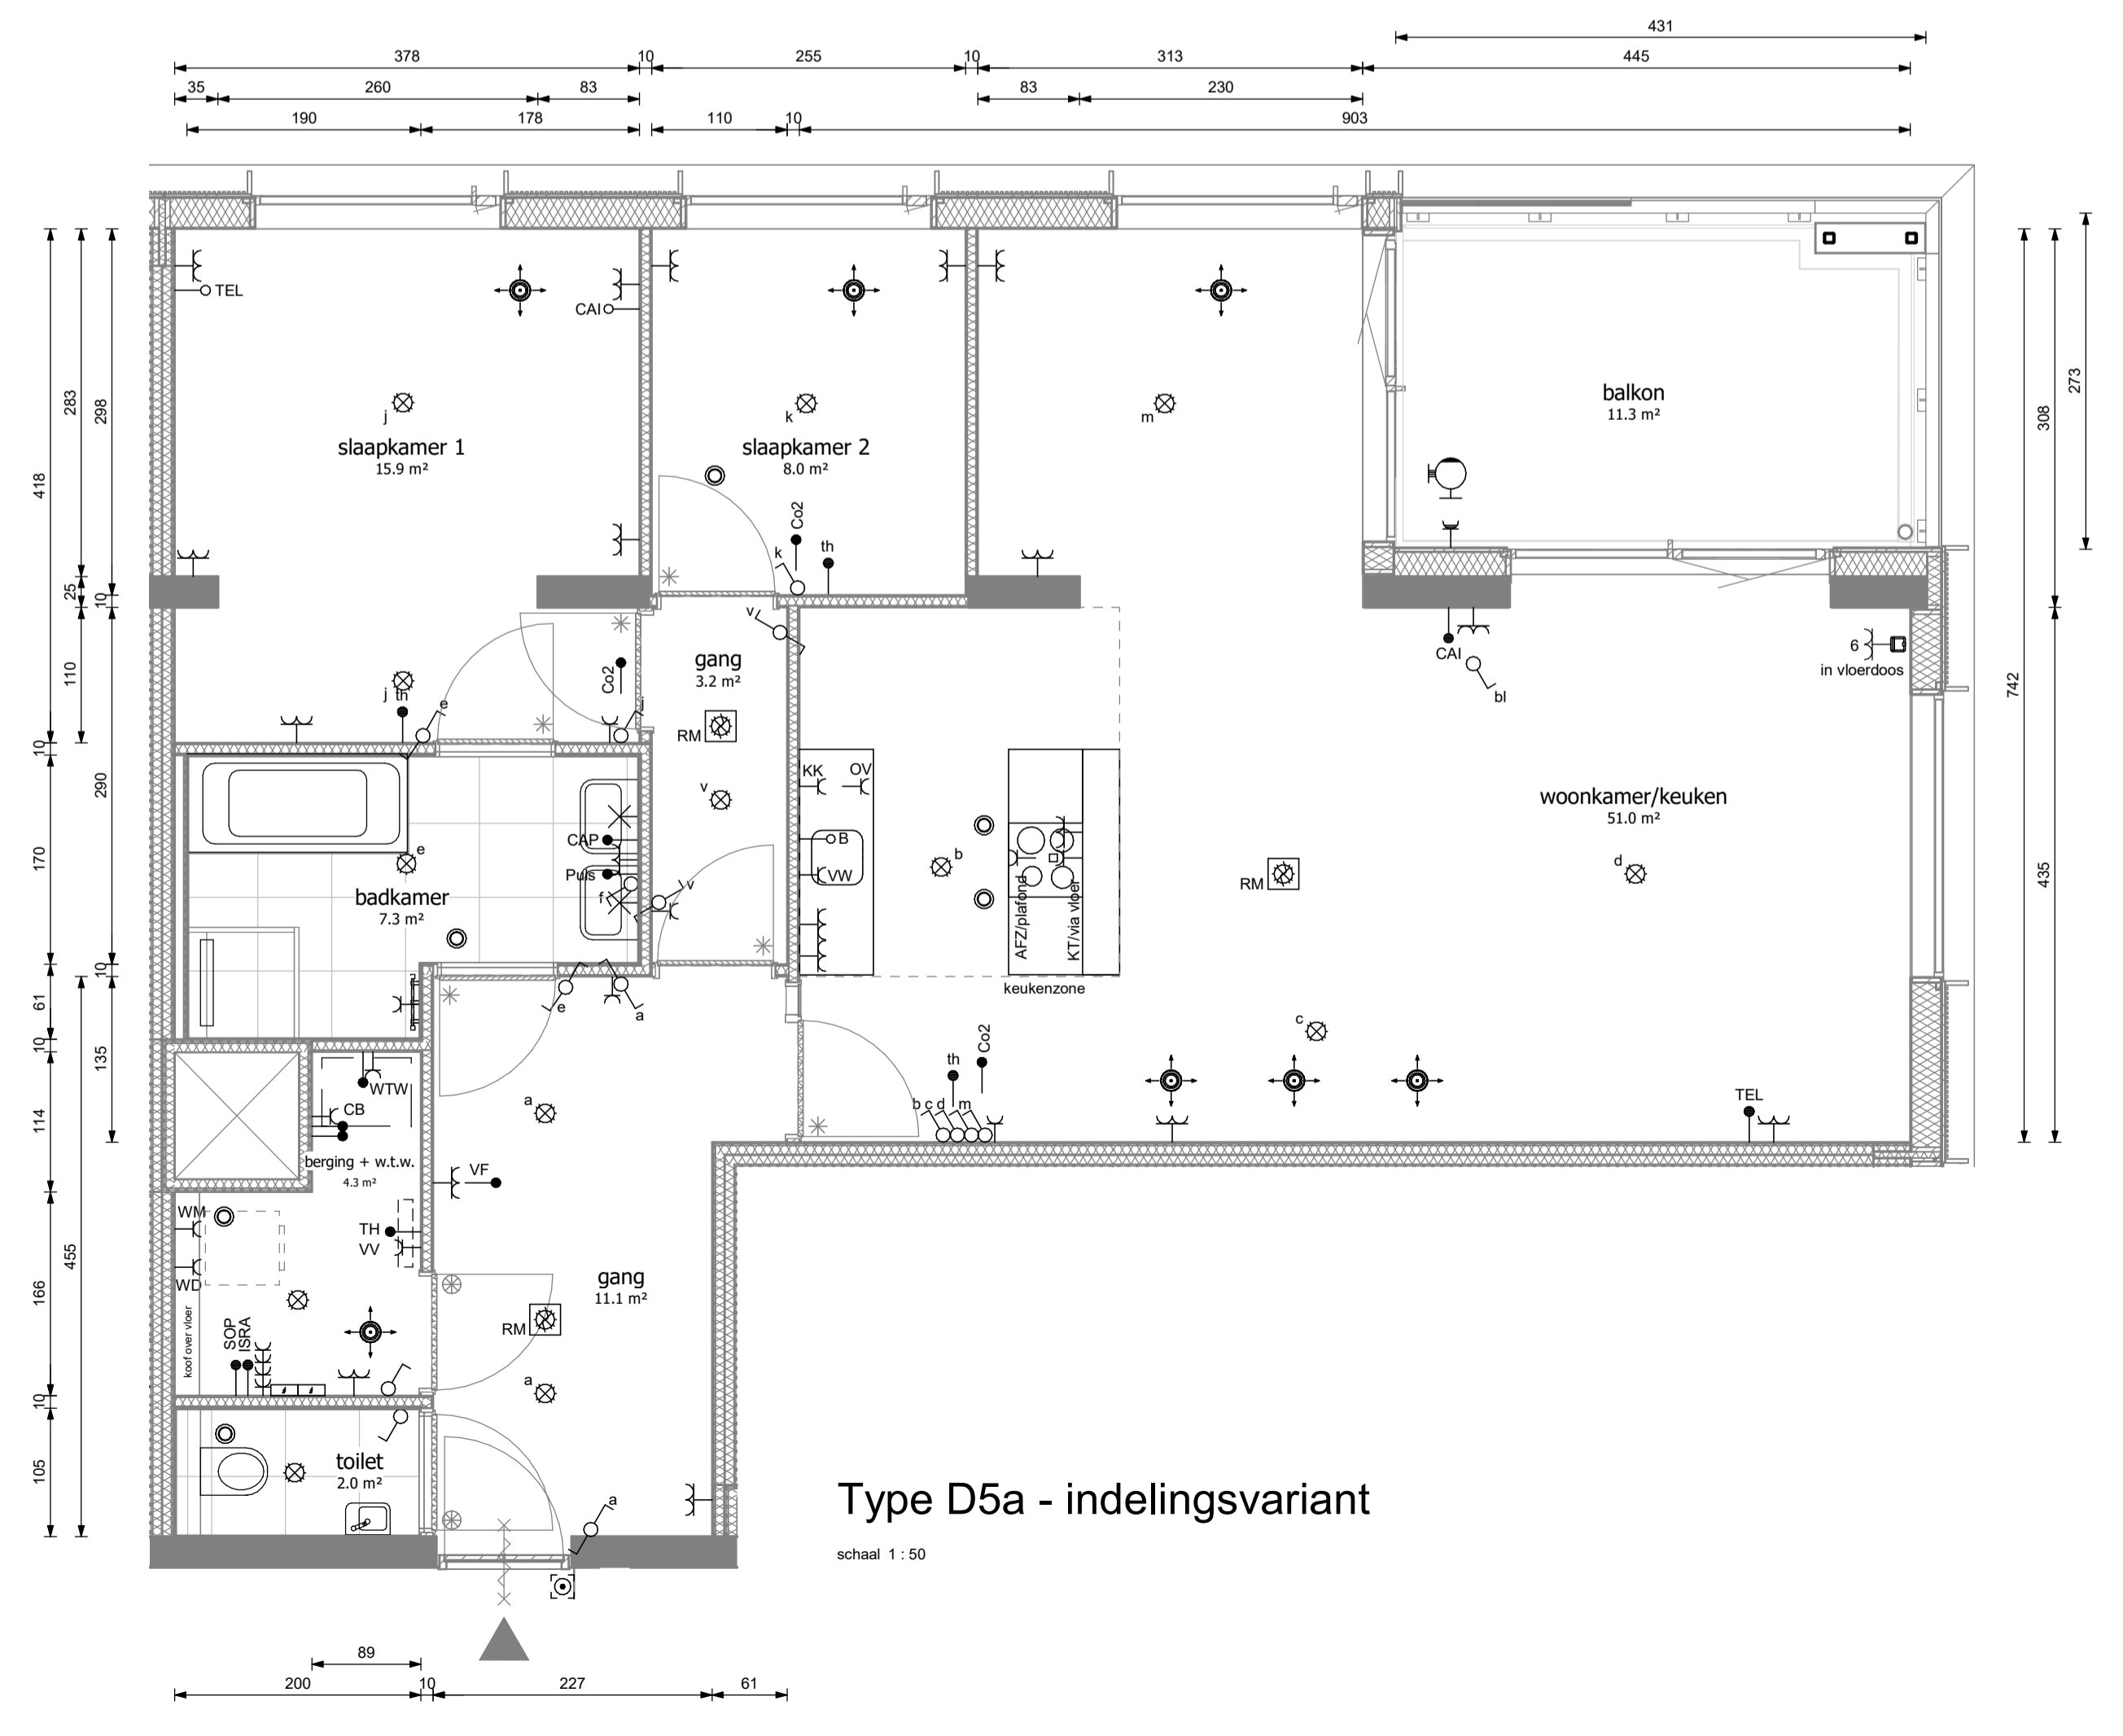 431
378
10
255
10
313
445
35
260
83
83
230
190
178
110
10
903
TEL
CAI
j
slaapkamer 1
15.9 m²
k
slaapkamer 2
8.0 m²
m
balkon
11.3 m²
283
298
418
25
10
110
10
290
170
10
61
10
135
114
166
455
10
105
273
308
742
435
Co2
th
k
v
gang
3.2 m²
Co2
j
th
e
j
RM
v
CAI
bl
6
in vloerdoos
KK
OV
B
VW
b
AFZ/plafond
KT/via vloer
keukenzone
RM
woonkamer/keuken
51.0 m²
d
CAP
Puls
f
v
e
badkamer
7.3 m²
e
a
c
th
Co2
b c d m
TEL
WTW
CB
berging + w.t.w.
4.3 m²
a
VF
WM
WD
TH
VV
koof over vloer
SOP
ISRA
gang
11.1 m²
RM
a
toilet
2.0 m²
a
Type D5a - indelingsvariant
schaal 1 : 50
89
200
10
227
61